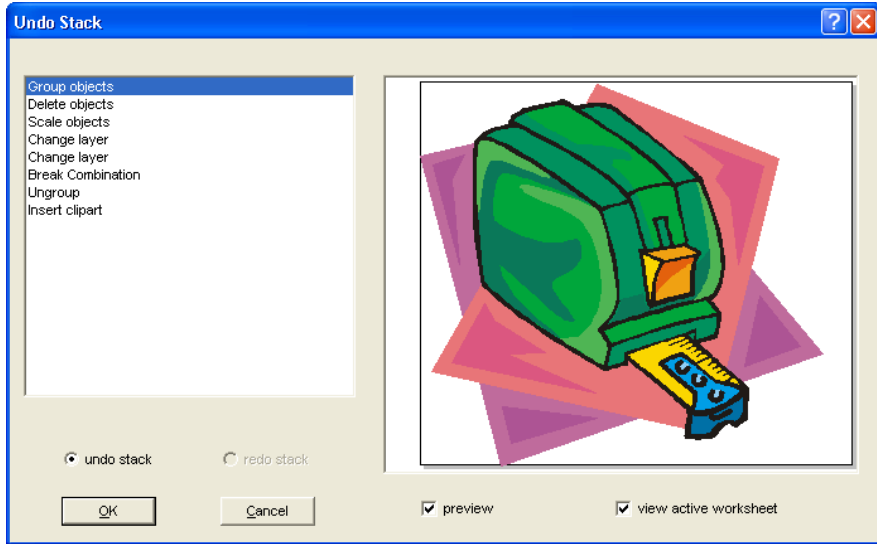 Undo Stack
Group objects
Delete objects
Scale objects
Change layer
Change layer
Break Combination
Ungroup
Insert clipart
undo stack
redo stack
OK
Cancel
preview
view active worksheet